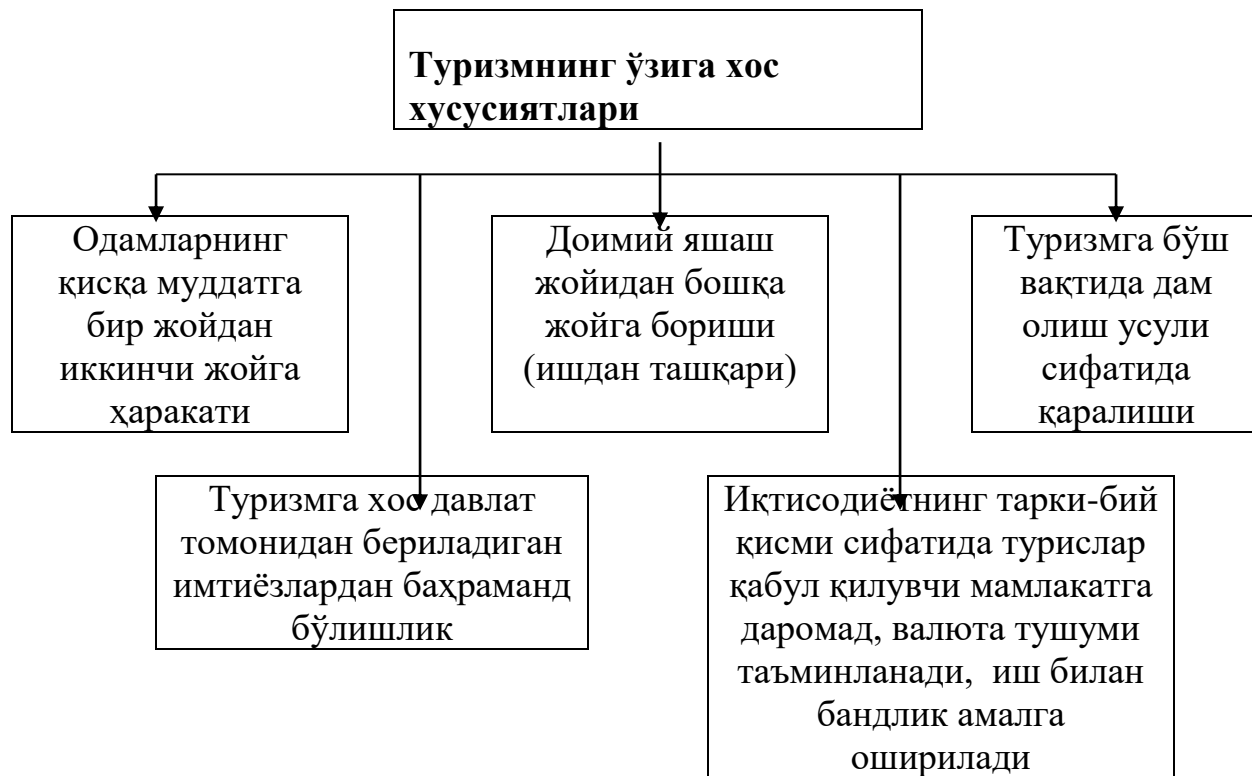 Туризмнинг ўзига хос
хусусиятлари
Одамларнинг
қисқа муддатга
бир жойдан
иккинчи жойга
ҳаракати
Доимий яшаш
жойидан бошқа
жойга бориши
(ишдан ташқари)
Туризмга бўш
вақтида дам
олиш усули
сифатида
қаралиши
Туризмга хос давлат
томонидан бериладиган
имтиёзлардан баҳраманд
бўлишлик
Иқтисодиётнинг тарки-бий
қисми сифатида турислар
қабул қилувчи мамлакатга
даромад, валюта тушуми
таъминланади, иш билан
бандлик амалга
оширилади